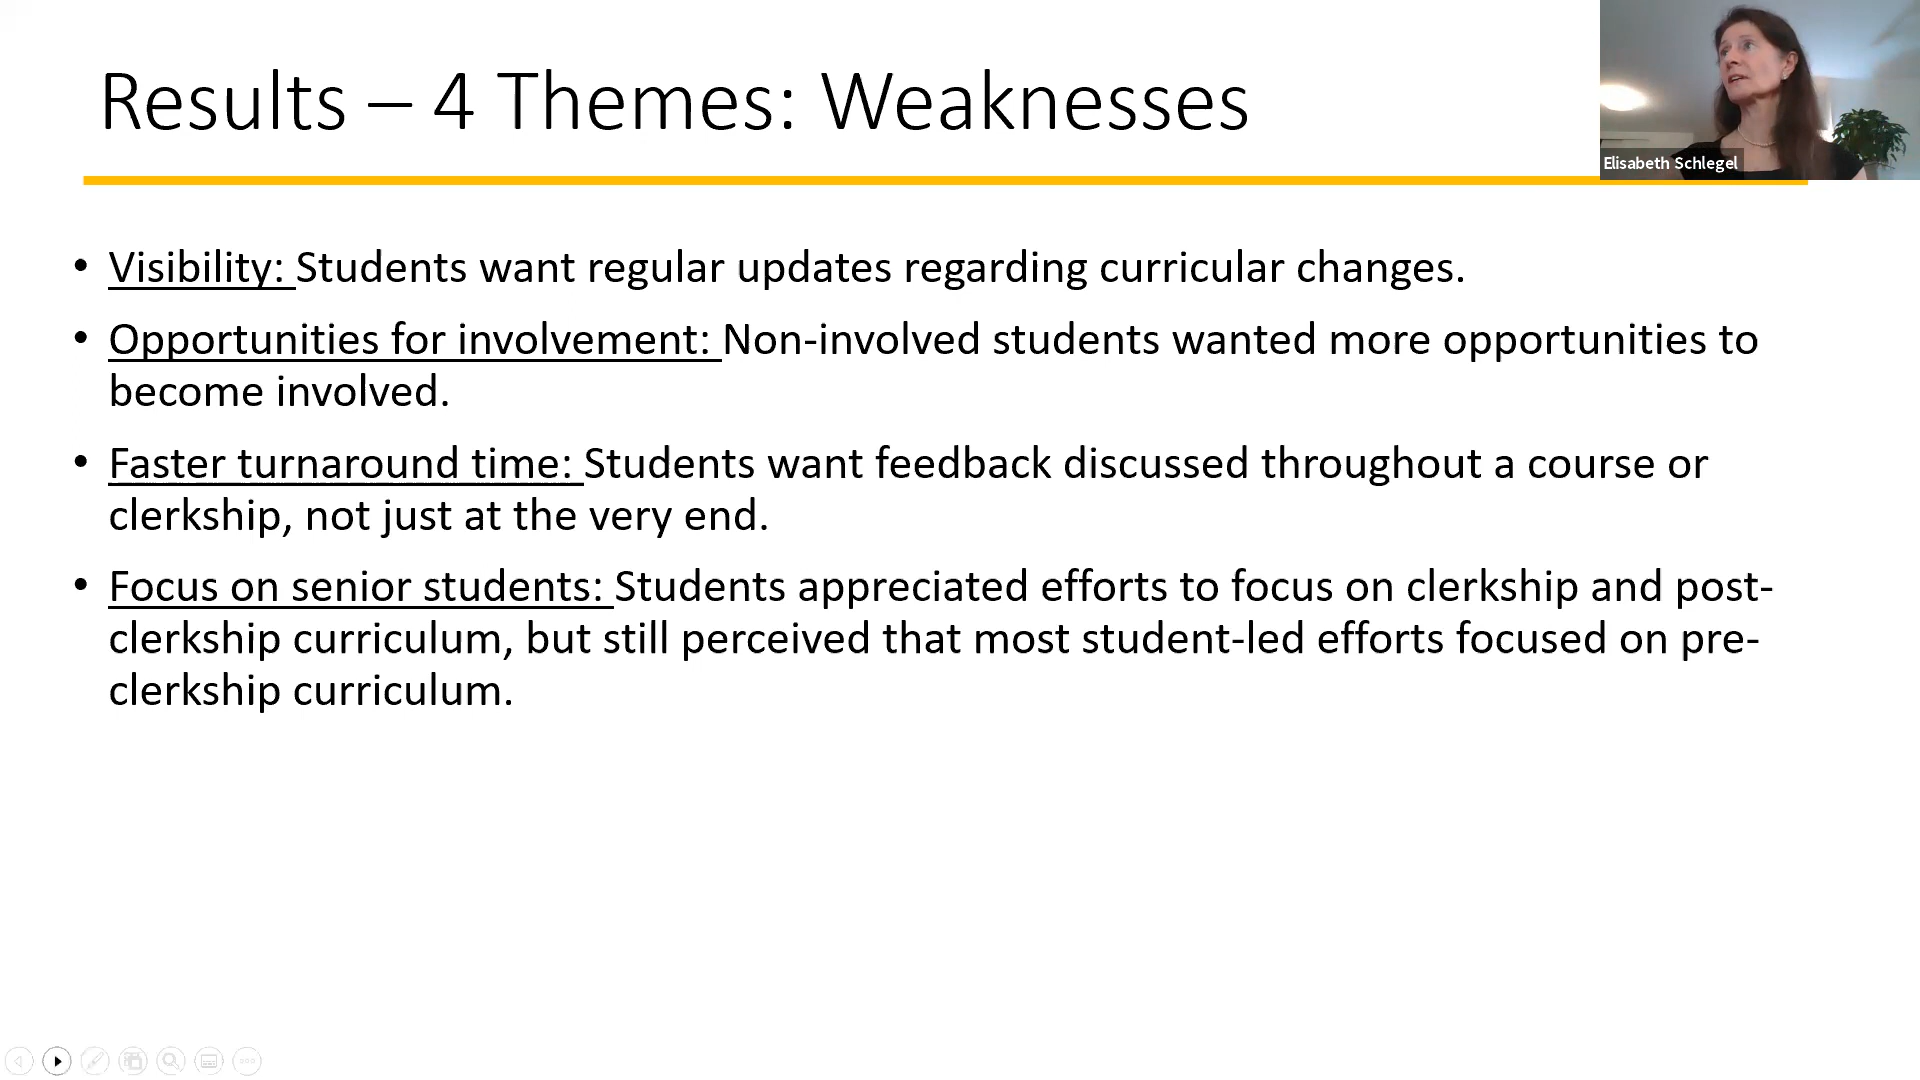 Results – 4 Themes: Weaknesses
Elisabeth Schlegel
• Visibility: Students want regular updates regarding curricular changes.
• Opportunities for involvement: Non-involved students wanted more opportunities to
become involved.
• Faster turnaround time: Students want feedback discussed throughout a course or
clerkship, not just at the very end.
• Focus on senior students: Students appreciated efforts to focus on clerkship and post-
clerkship curriculum, but still perceived that most student-led efforts focused on pre-
clerkship curriculum.